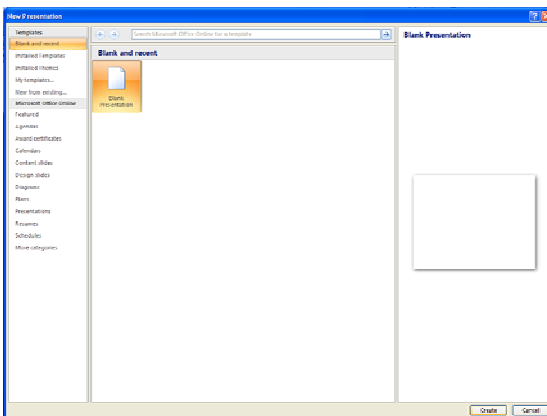 New Presentation
Templates
Blank and recent
Installed Templates
Installed Themes
My templates...
New from existing...
Microsoft Office Online
Featured
Agendas
Award certificates
Calendars
Content slides
Design slides
Diagrams
Plans
Presentations
Resumes
Schedules
More categories
Search Microsoft Office Online for a template
Blank and recent
Blank
Presentation
Blank Presentation
Create
Cancel